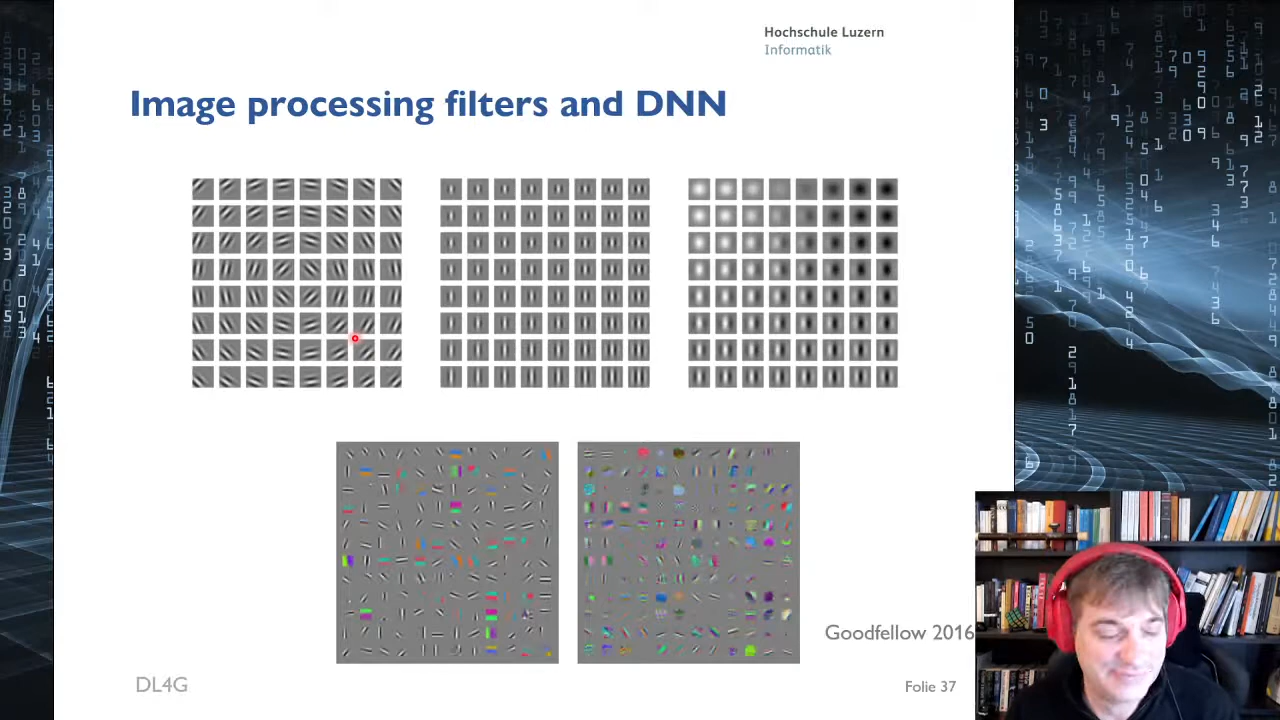 Hochschule Luzern
Informatik
Image processing filters and DNN
Goodfellow 2016
DL4G
Folie 37